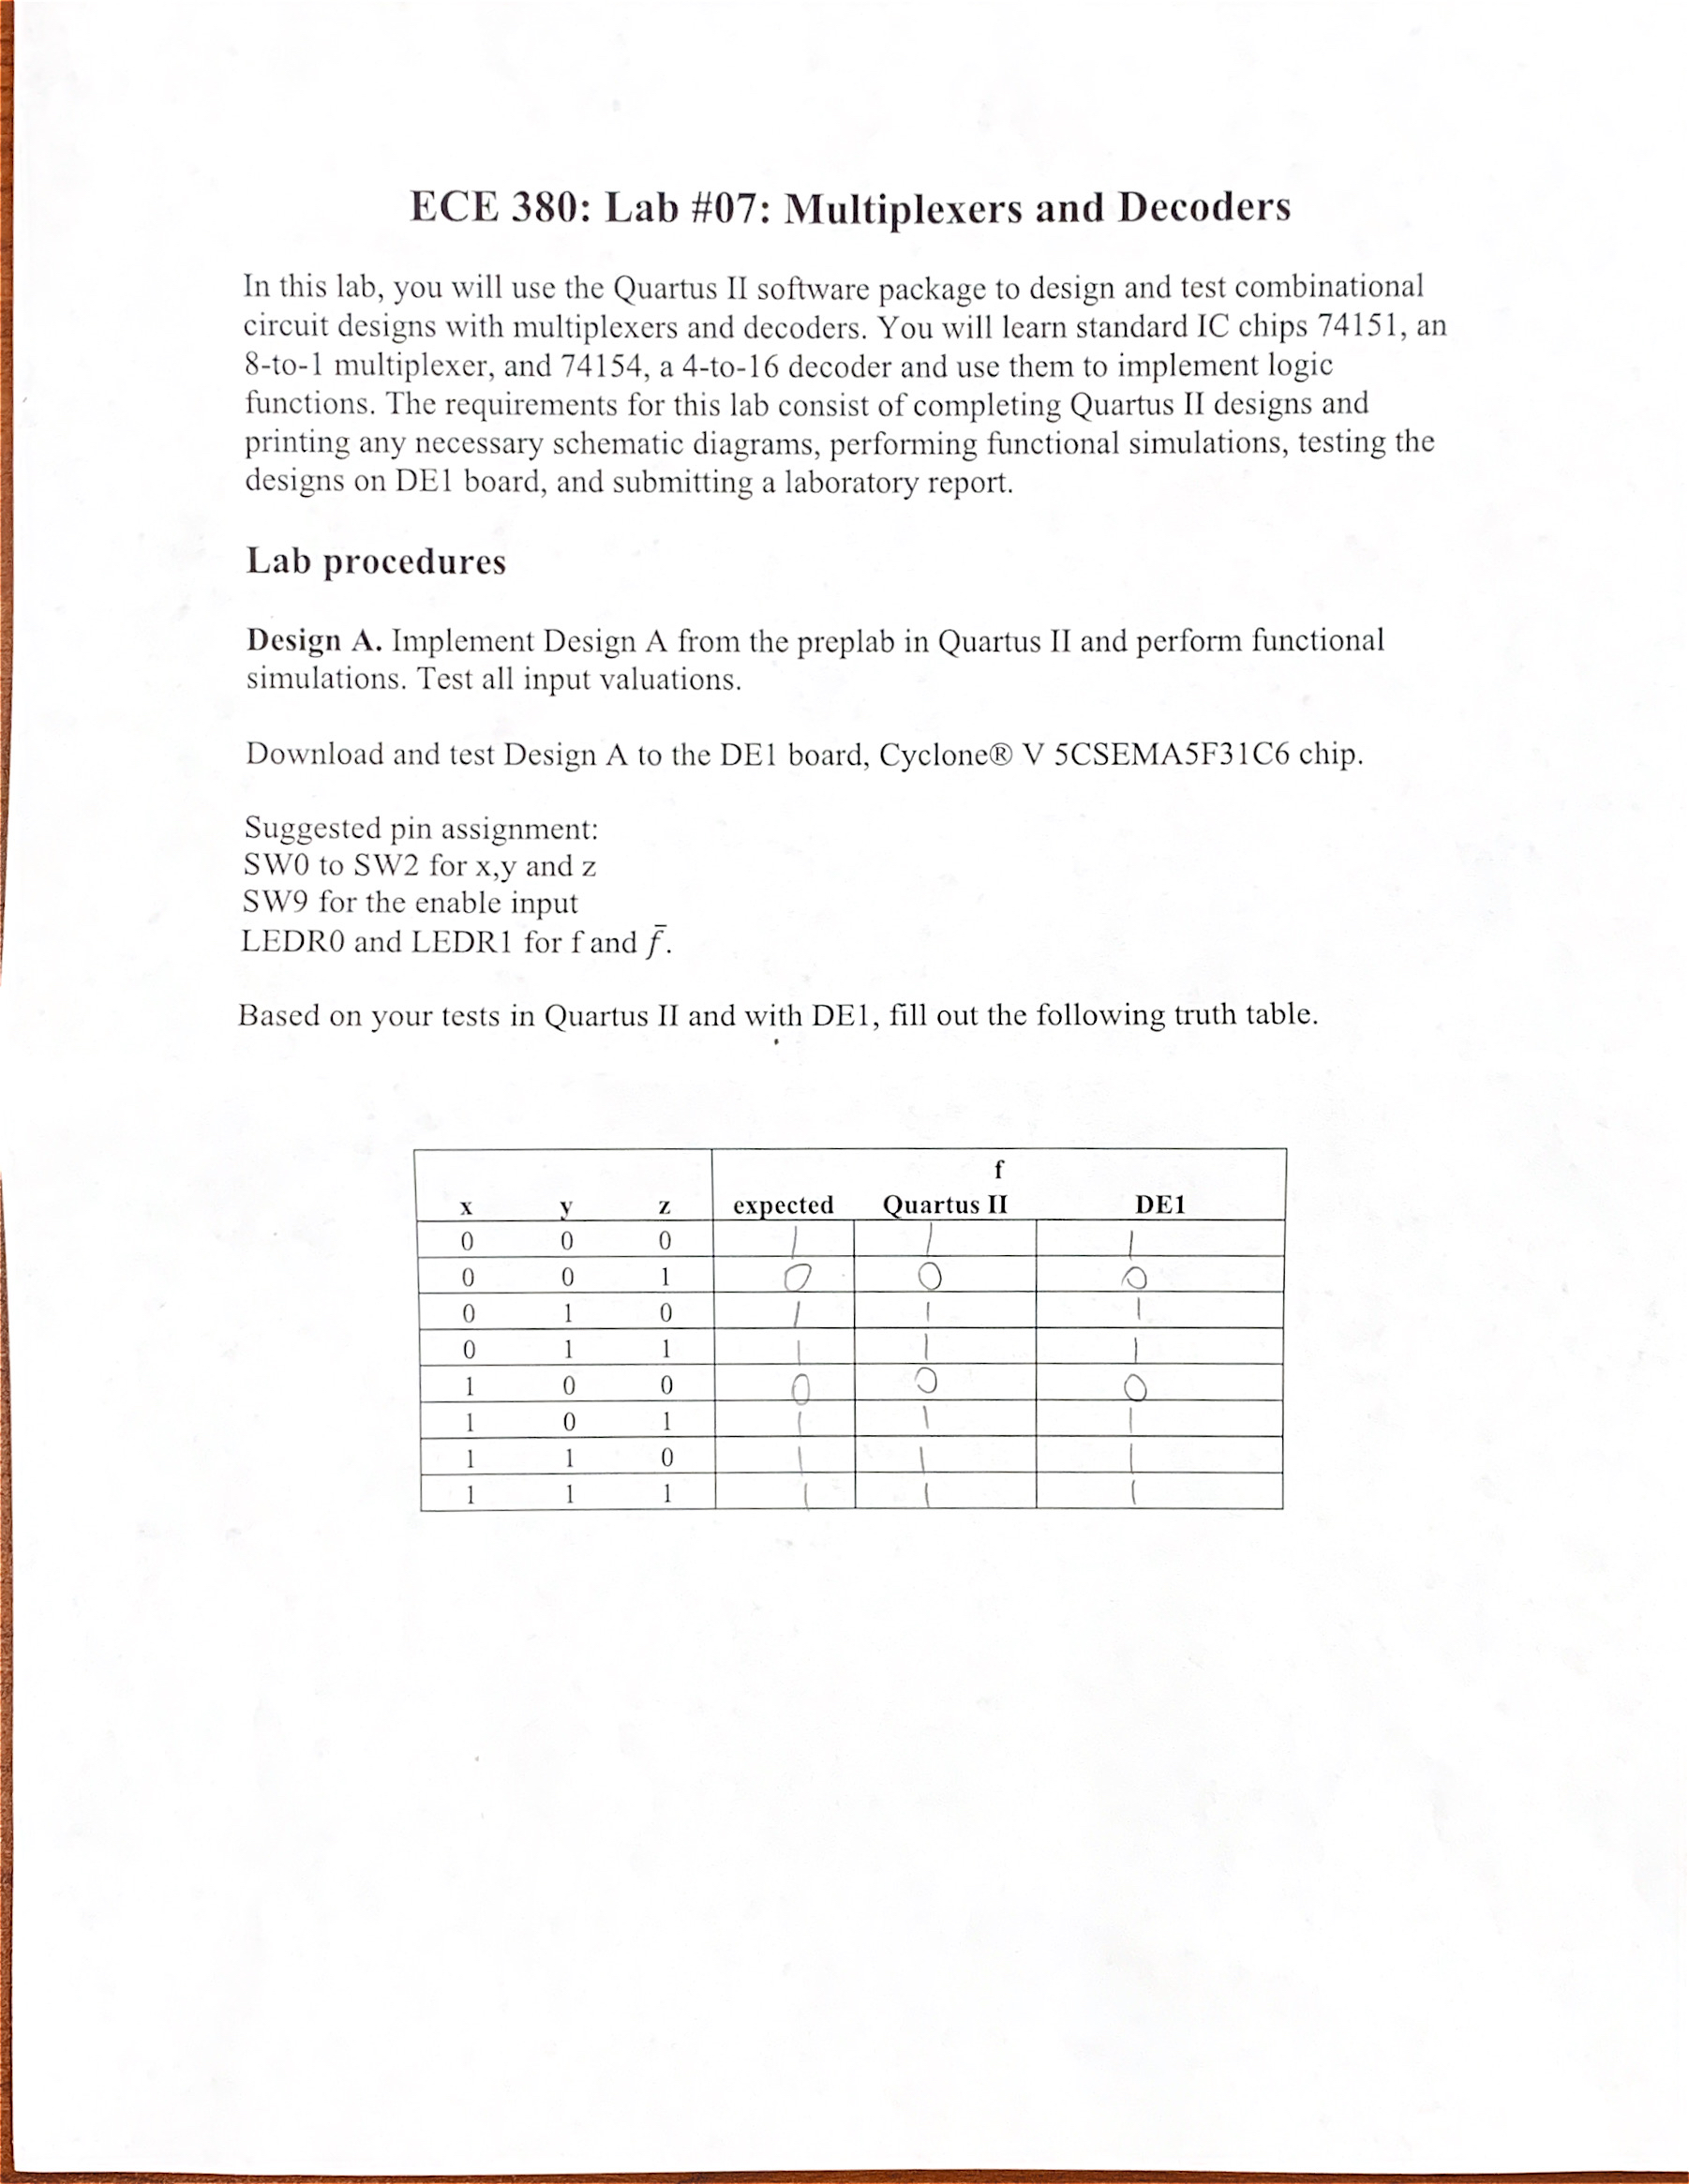 ECE 380: Lab #07: Multiplexers and Decoders
In this lab, you will use the Quartus II software package to design and test combinational
circuit designs with multiplexers and decoders. You will learn standard IC chips 74151, an
8-to-1 multiplexer, and 74154, a 4-to-16 decoder and use them to implement logic
functions. The requirements for this lab consist of completing Quartus II designs and
printing any necessary schematic diagrams, performing functional simulations, testing the
designs on DE1 board, and submitting a laboratory report.
Lab procedures
Design A. Implement Design A from the preplab in Quartus II and perform functional
simulations. Test all input valuations.
Download and test Design A to the DE1 board, Cyclone® V 5CSEMA5F31C6 chip.
Suggested pin assignment:
SW0 to SW2 for x,y and z
SW9 for the enable input
LEDR0 and LEDR1 for f and f̄.
Based on your tests in Quartus II and with DE1, fill out the following truth table.
f
x y z expected Quartus II DE1
0 0 0 1 1 1
0 0 1 0 0 0
0 1 0 1 1 1
0 1 1 1 1 1
1 0 0 0 0 0
1 0 1 1 1 1
1 1 0 1 1 1
1 1 1 1 1 1